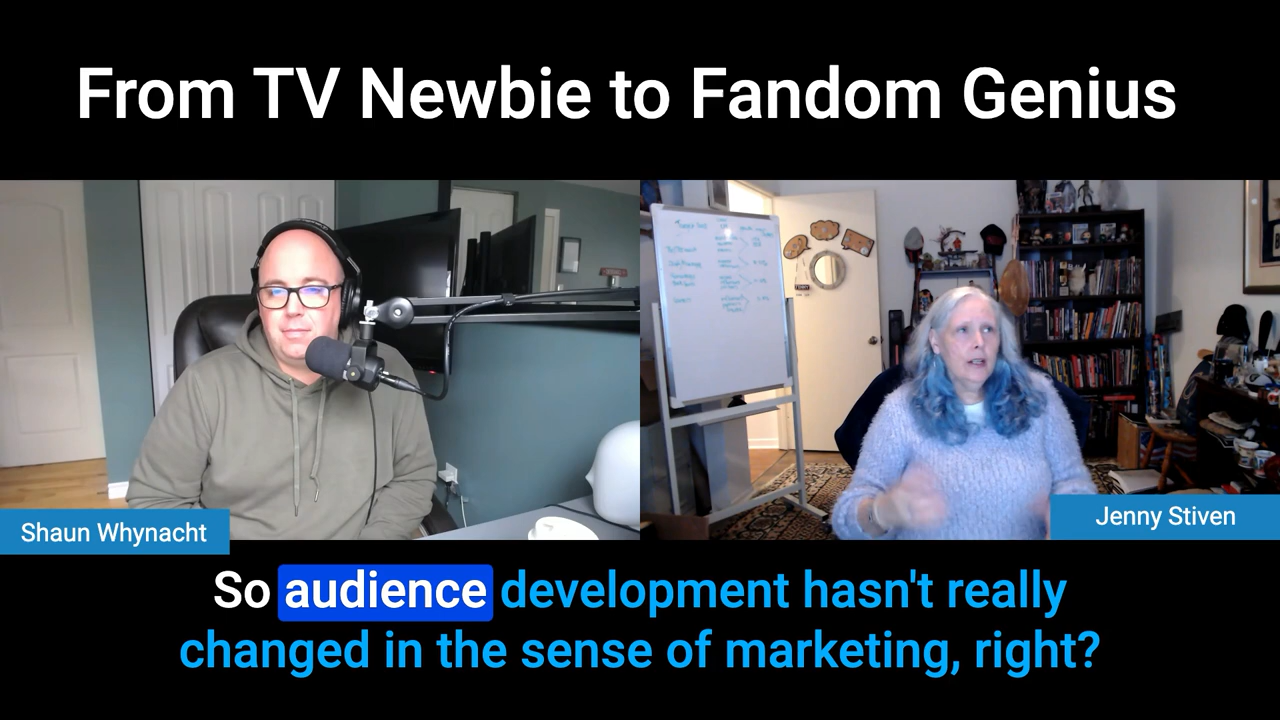 From TV Newbie to Fandom Genius
Shaun Whynacht
Jenny Stiven
So audience development hasn't really
changed in the sense of marketing, right?